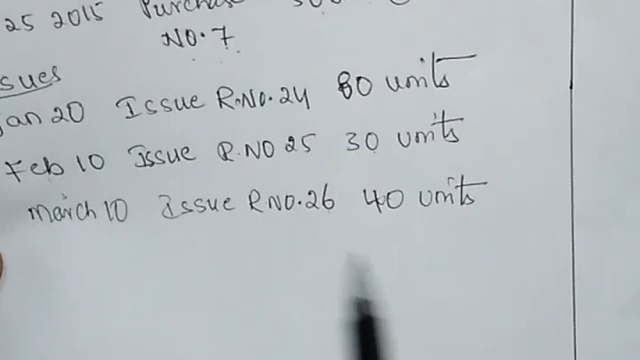 25 2015 Purchase
NO.7
sues
Jan 20 Issue R.NO.24 80 units
Feb 10 Issue R.NO 25 30 units
March 10 Issue R NO.26 40 units